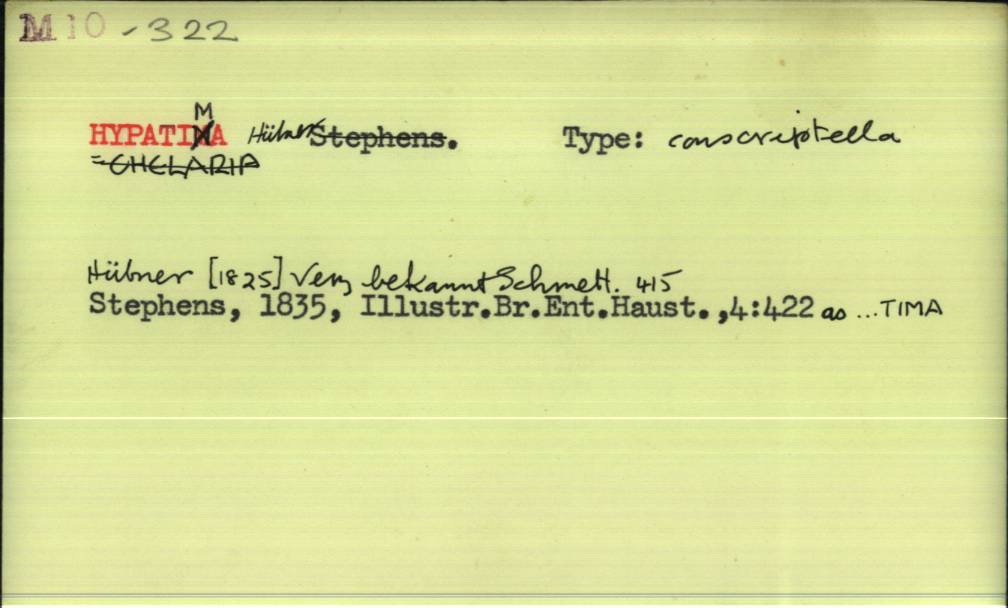 M10 - 322
M
HYPATIMA Hübner Stephens. Type: conscriptella
= CHELARIA
Hübner [1825] Verz bekannt Schmett. 415
Stephens, 1835, Illustr.Br.Ent.Haust.,4:422 as ...TIMA